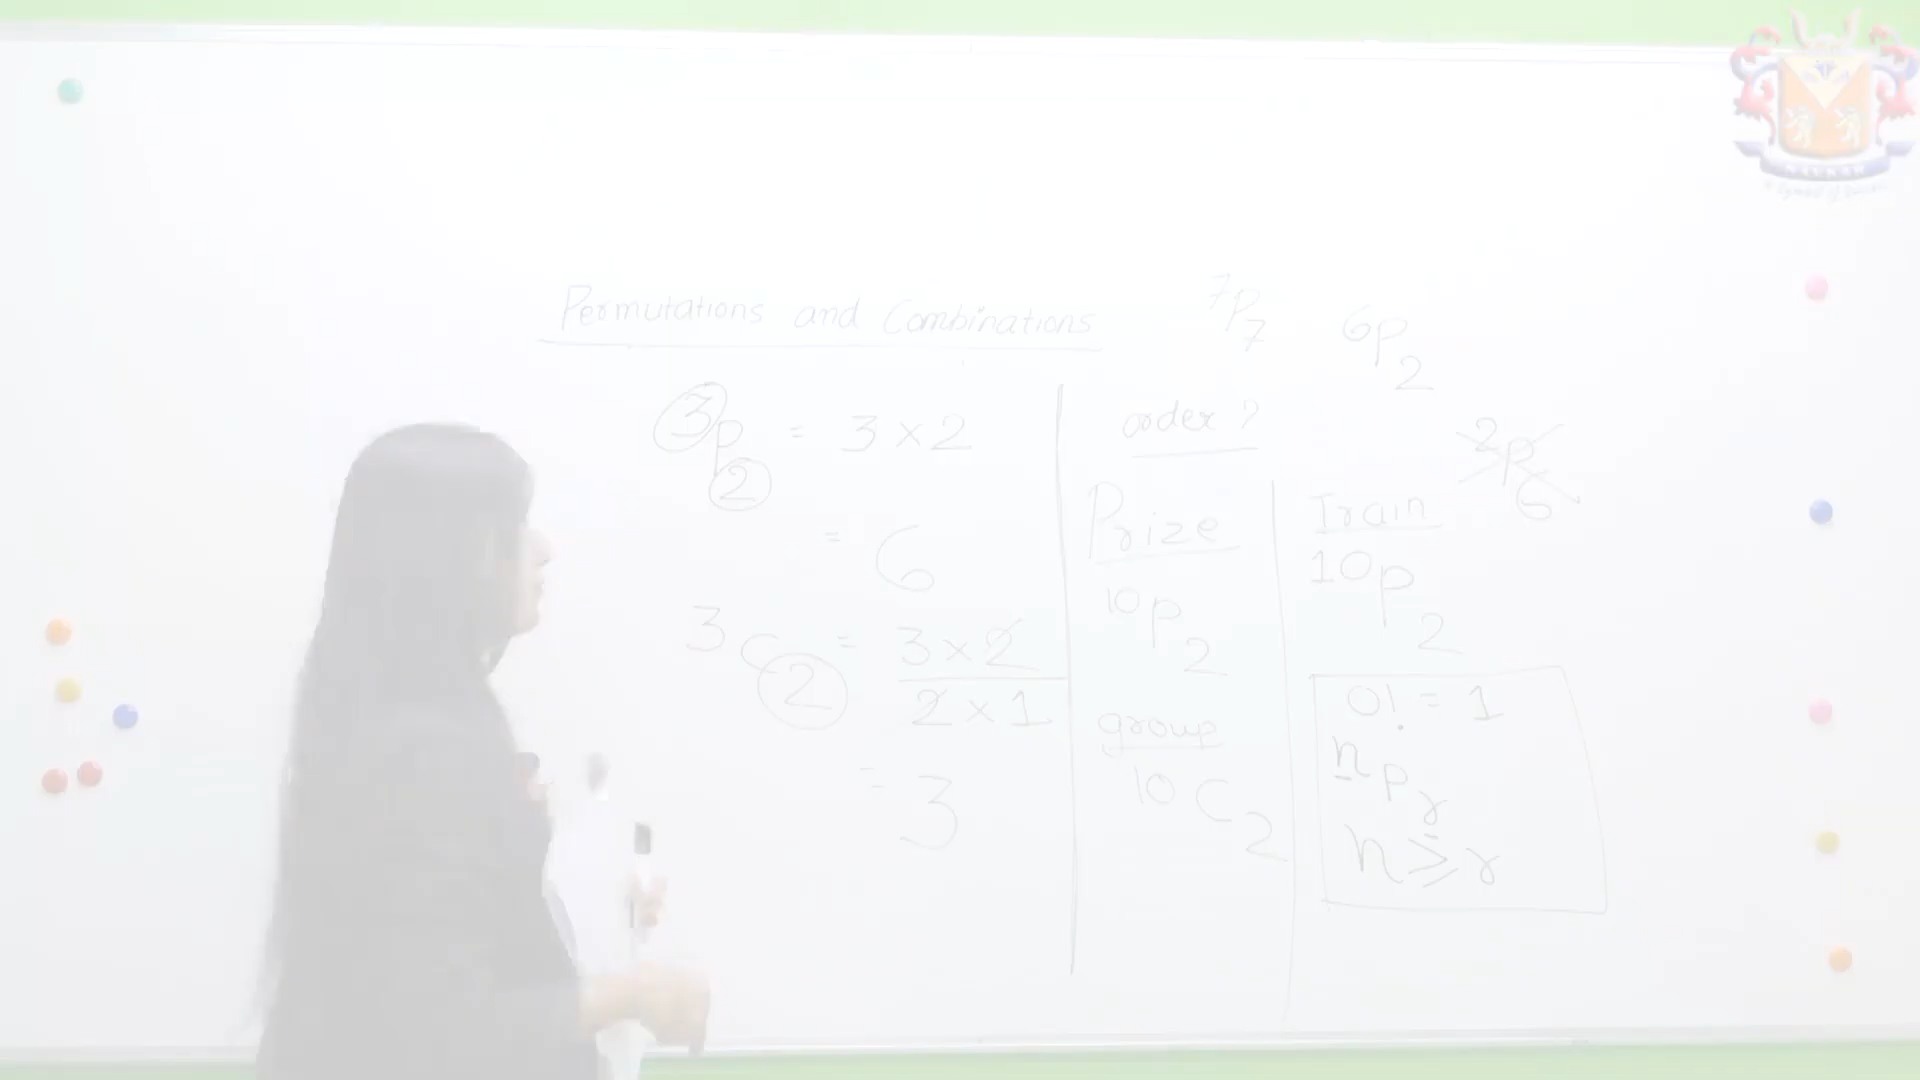 Permutations and Combinations
7P7
6P2
3P2 = 3 × 2
= 6
3C2 = 3 × 2
2 × 1
= 3
order ?
Prize
10P2
group
10C2
2P6
Train
10P2
0! = 1
nPr
n ≥ r